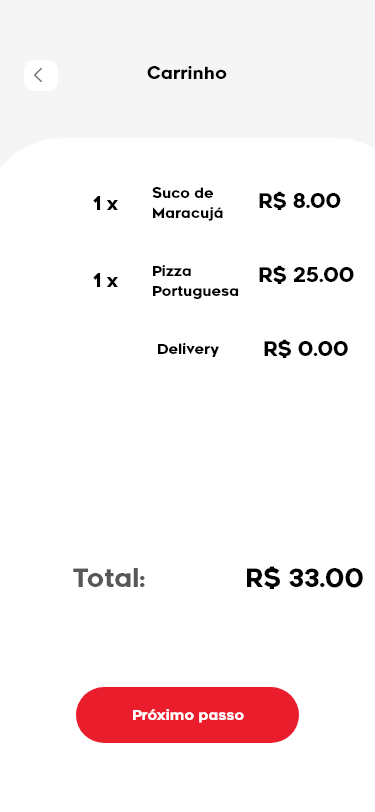 Carrinho
1 x
Suco de
Maracujá
R$ 8.00
1 x
Pizza
Portuguesa
R$ 25.00
Delivery
R$ 0.00
Total:
R$ 33.00
Próximo passo